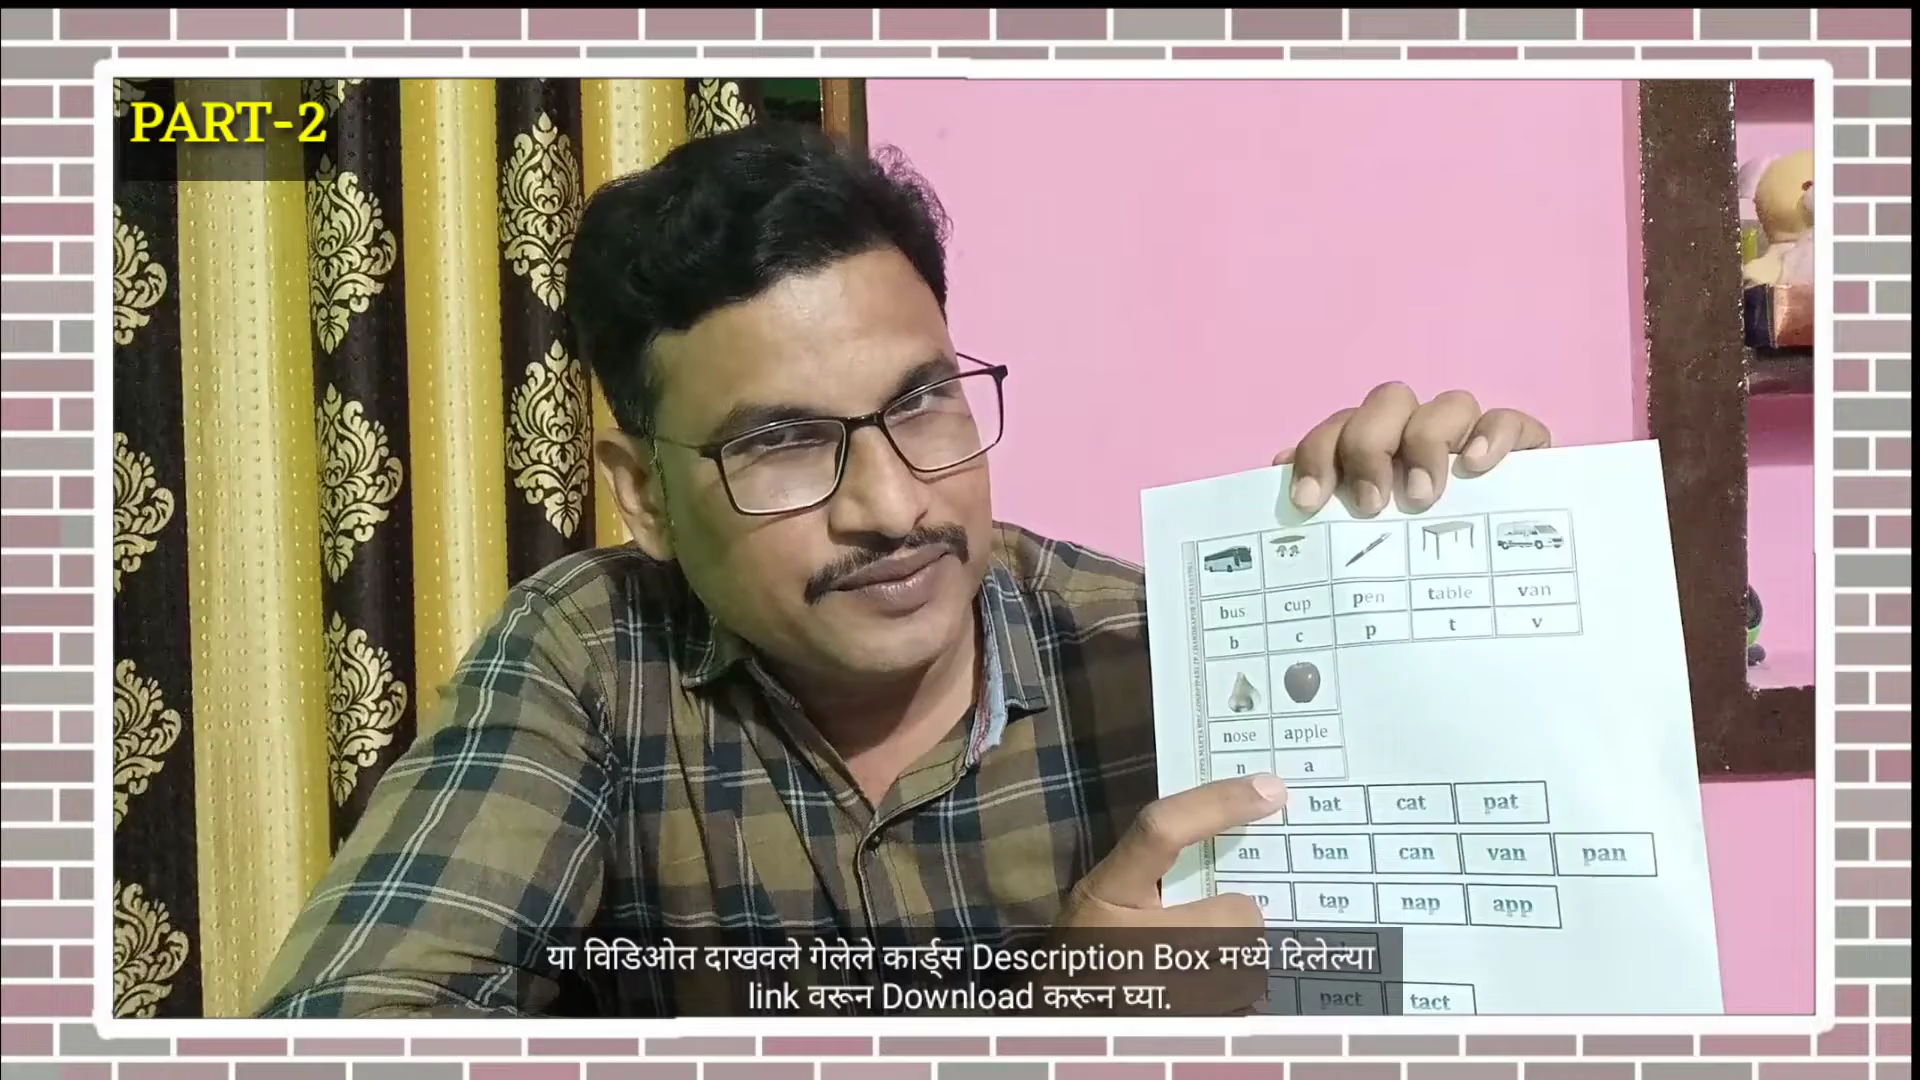 PART-2
bus cup pen table van
b c p t v
nose apple
n a
bat cat pat
an ban can van pan
tap nap app
pact tact
या विडिओत दाखवले गेलेले कार्ड्स Description Box मध्ये दिलेल्या
link वरून Download करून घ्या.